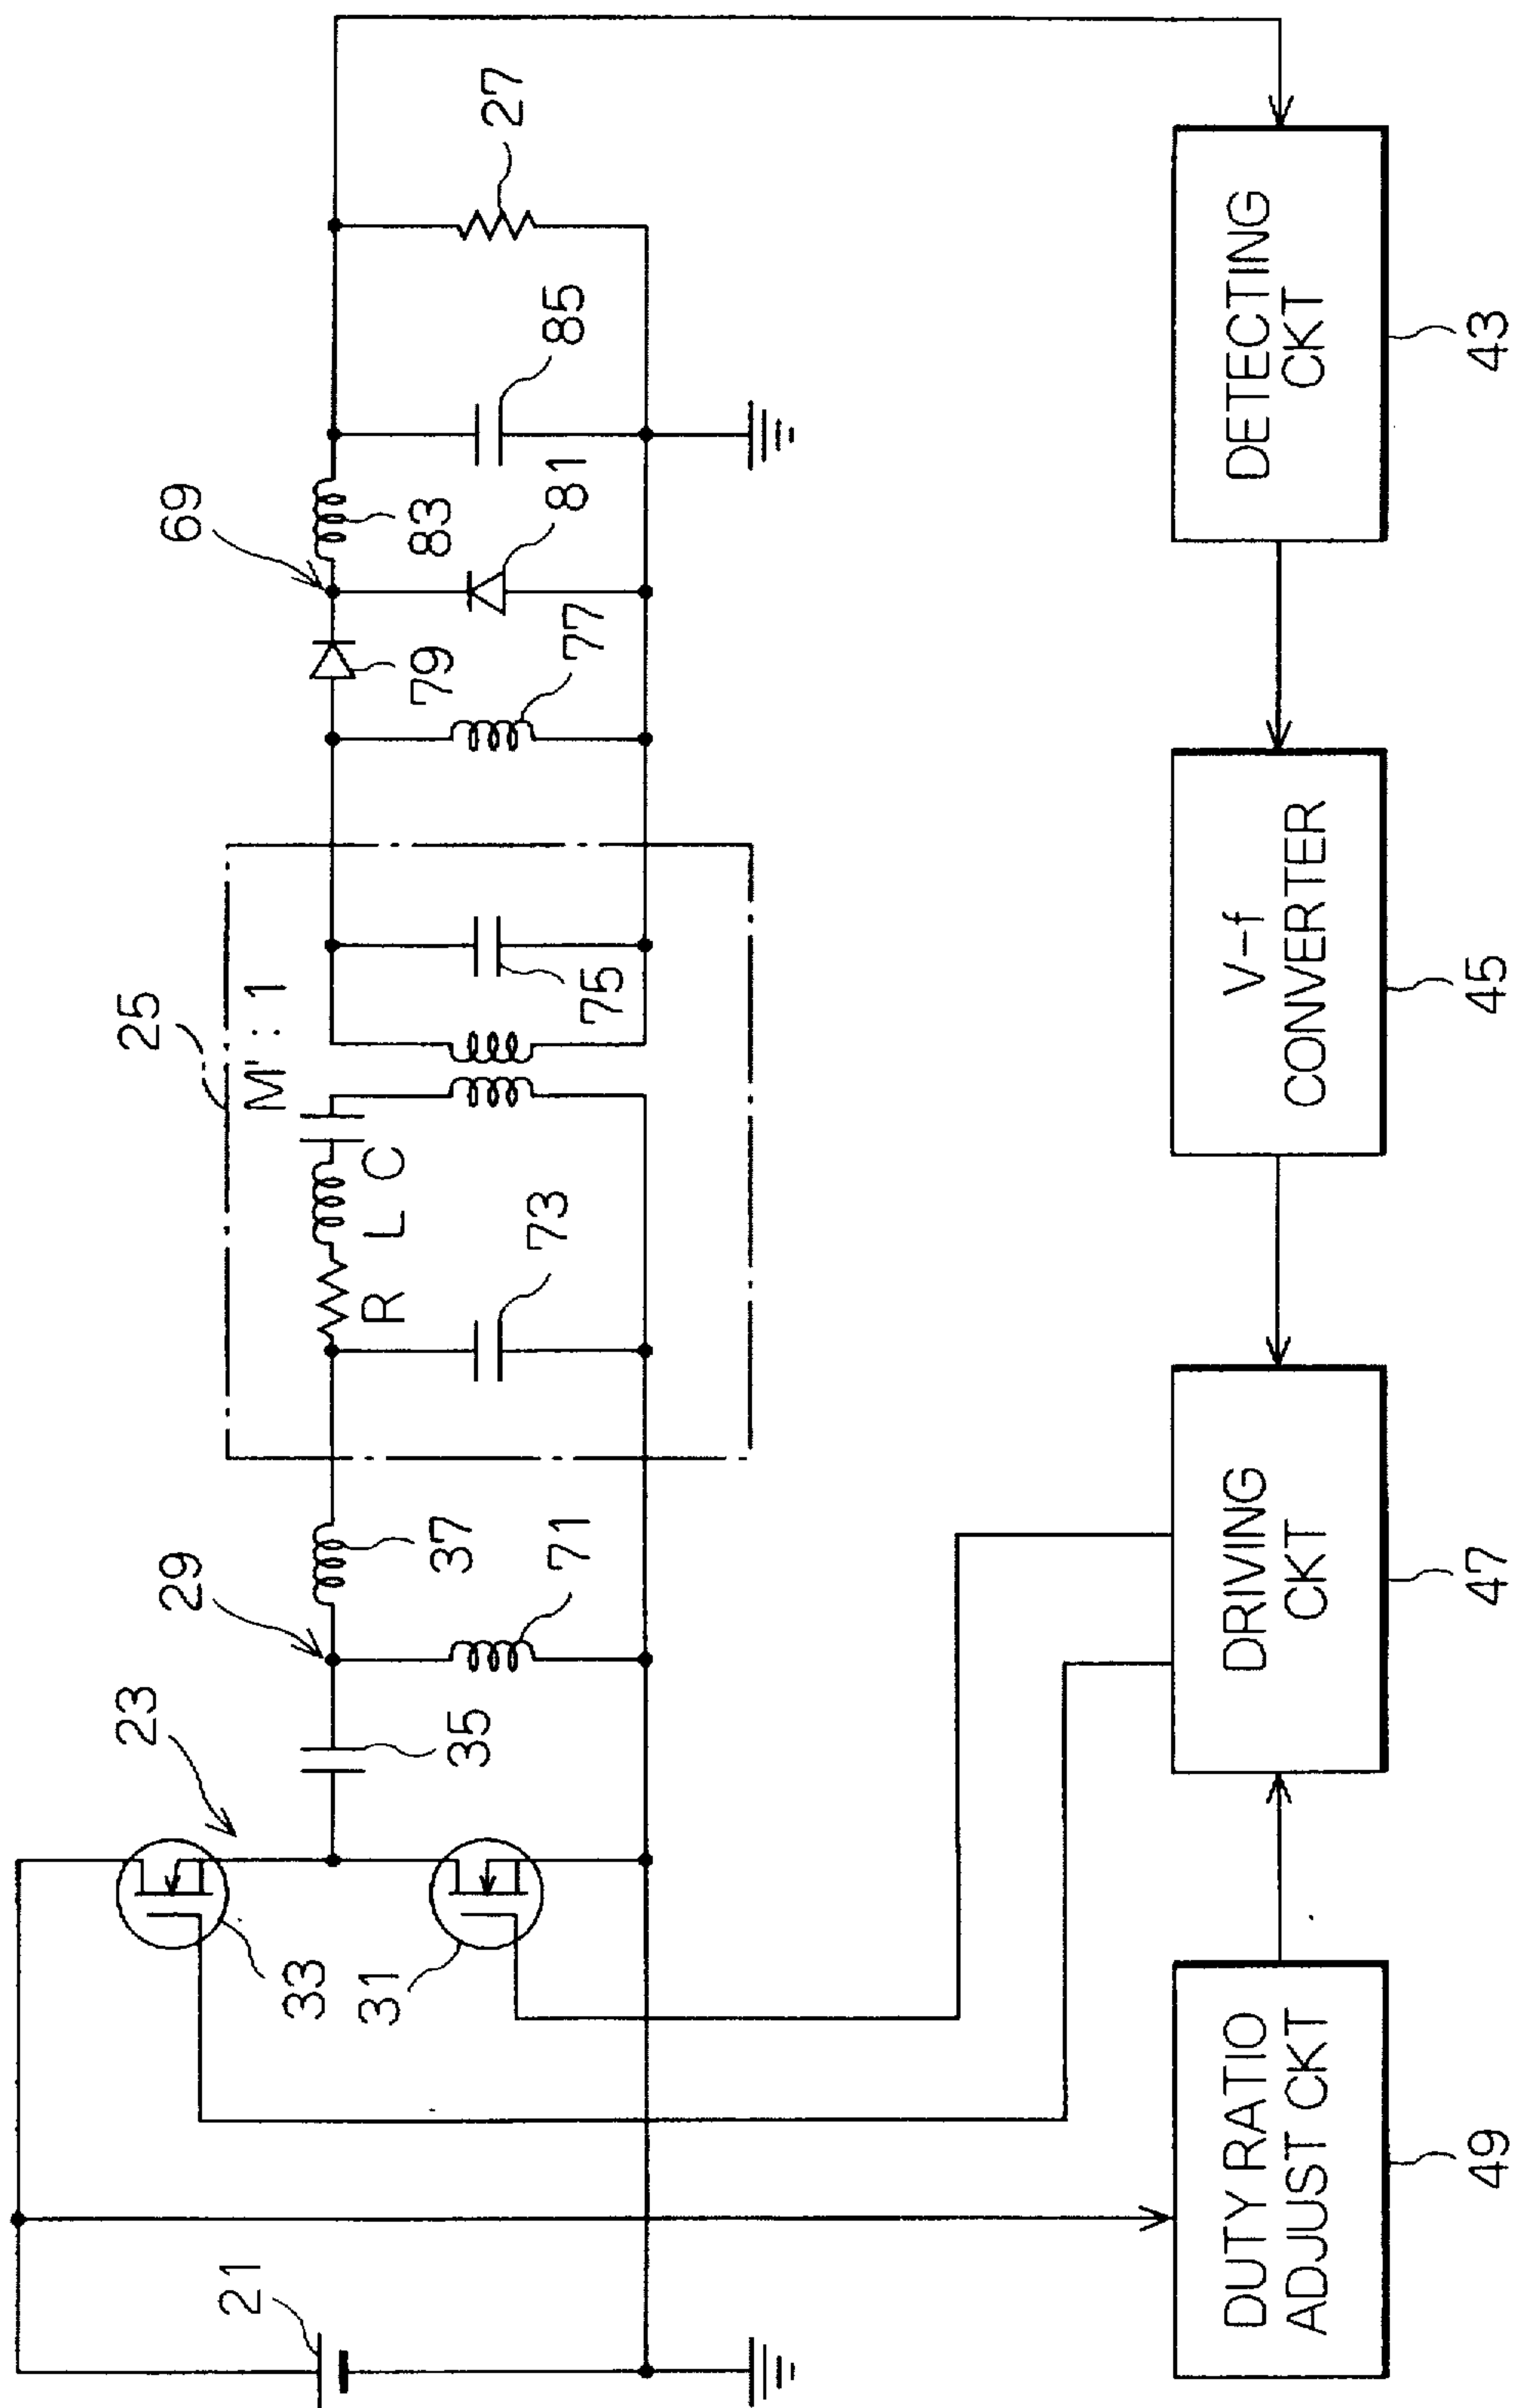 21
23
33
31
35
29
37
71
25
M' : 1
R L C
73
75
77
79
69
83
81
85
27
DUTY RATIO
ADJUST CKT
49
DRIVING
CKT
47
V-f
CONVERTER
45
DETECTING
CKT
43